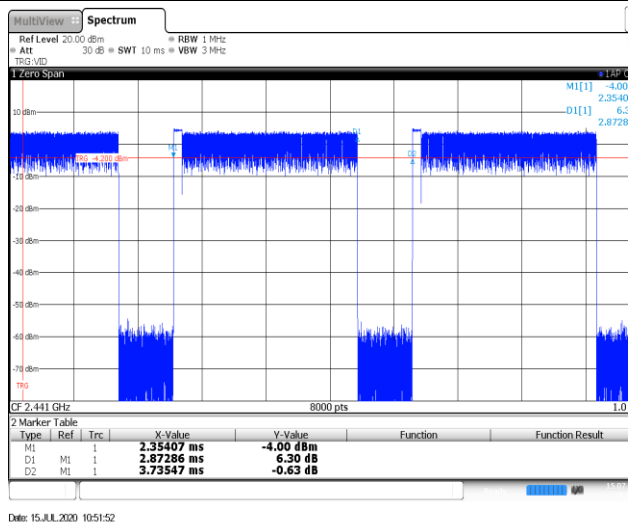 MultiView Spectrum
Ref Level 20.00 dBm RBW 1 MHz
Att 30 dB SWT 10 ms VBW 3 MHz
TRG:VID
1 Zero Span 1AP C
M1[1] -4.00
2.3540
D1[1] 6.3
2.8728
10 dBm
M1 D1 D2
TRG -4.200 dBm
-10 dBm
-20 dBm
-30 dBm
-40 dBm
-50 dBm
-60 dBm
-70 dBm
TRG
CF 2.441 GHz 8000 pts 1.0
2 Marker Table
Type Ref Trc X-Value Y-Value Function Function Result
M1 1 2.35407 ms -4.00 dBm
D1 M1 1 2.87286 ms 6.30 dB
D2 M1 1 3.73547 ms -0.63 dB
Date: 15.JUL.2020 10:51:52